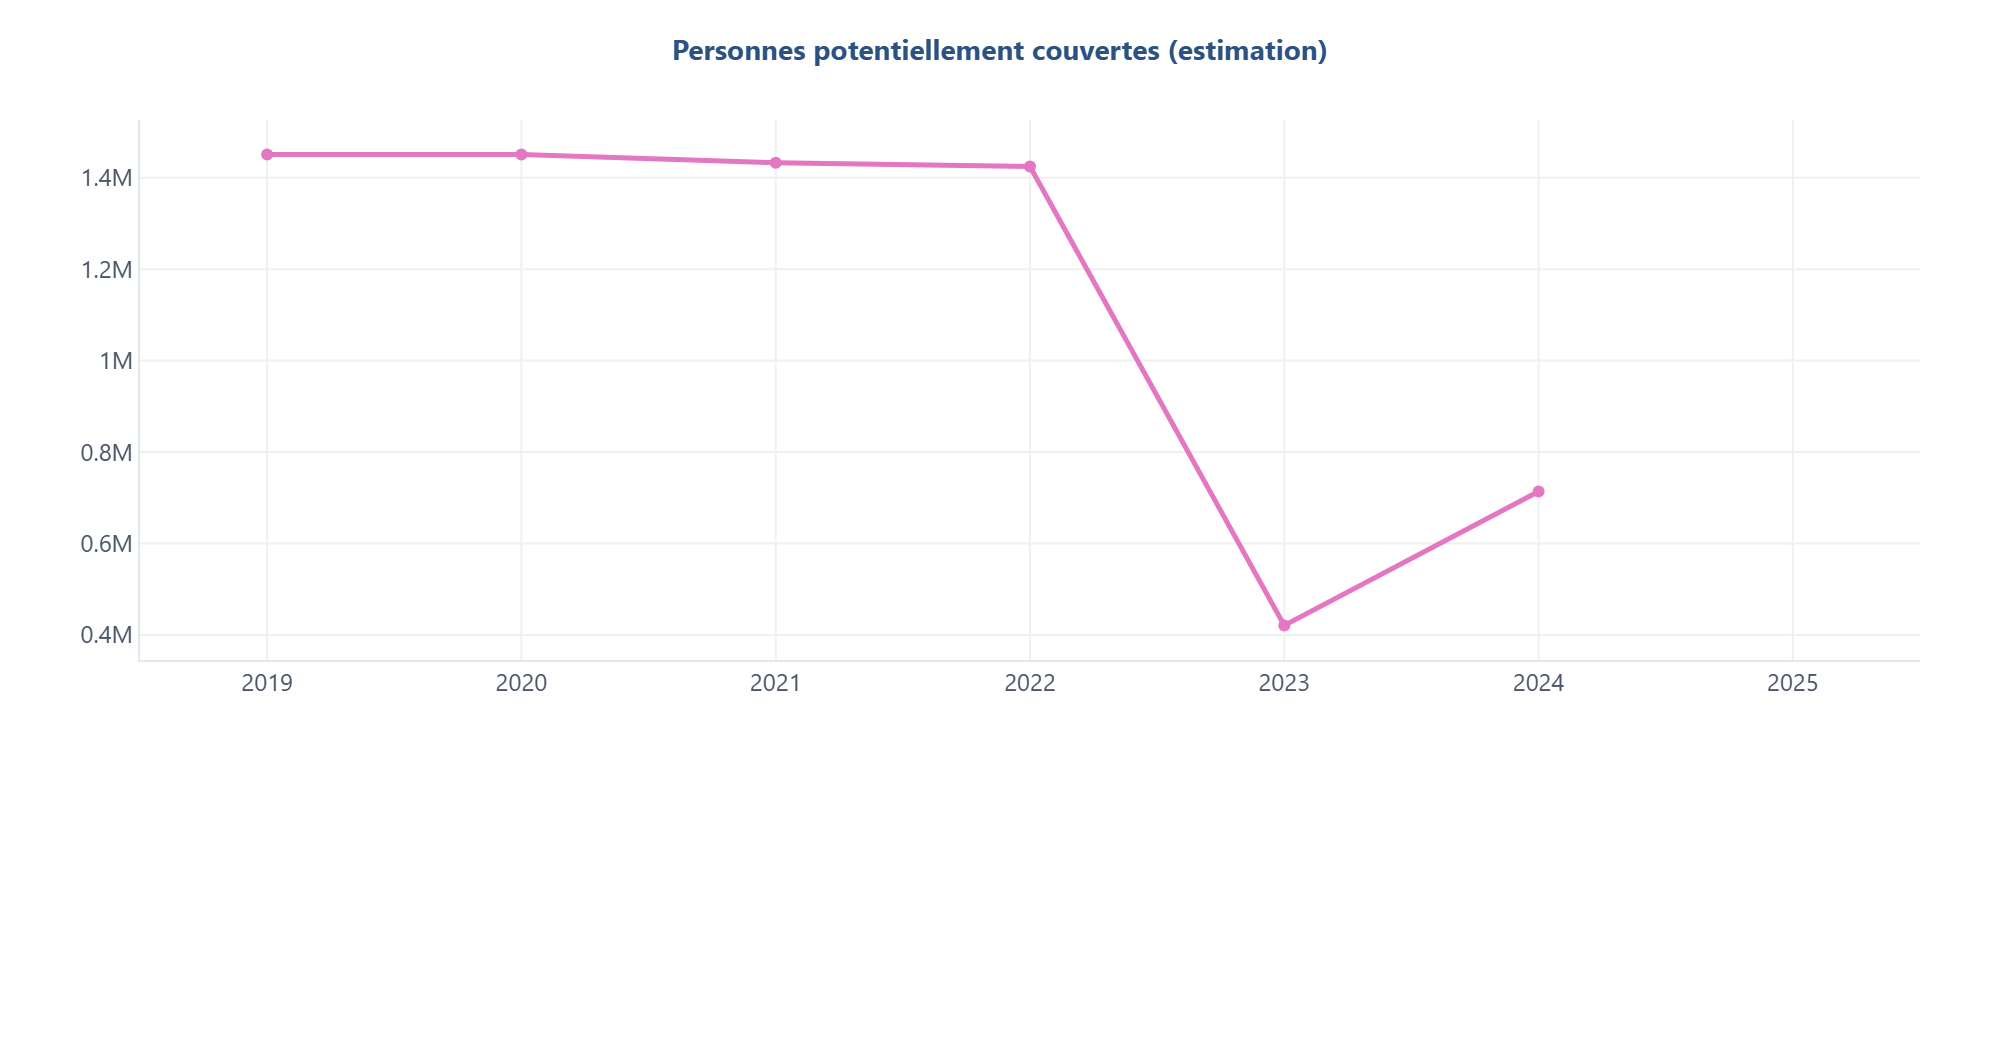 Personnes potentiellement couvertes (estimation)
1.4M
1.2M
1M
0.8M
0.6M
0.4M
2019 2020 2021 2022 2023 2024 2025